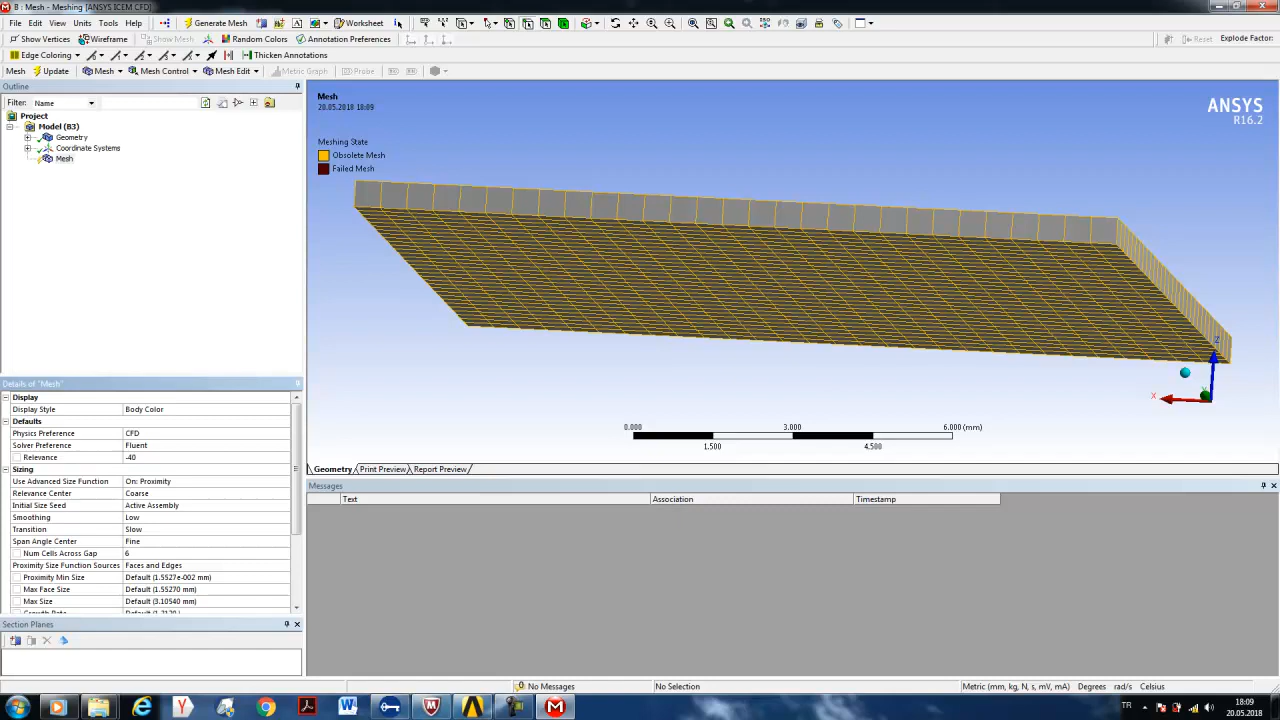 B : Mesh - Meshing [ANSYS ICEM CFD]
File Edit View Units Tools Help Generate Mesh Worksheet
Show Vertices Wireframe Show Mesh Random Colors Annotation Preferences Reset Explode Factor:
Edge Coloring Thicken Annotations
Mesh Update Mesh Mesh Control Mesh Edit Metric Graph Probe
Outline
Filter: Name
Project
Model (B3)
Geometry
Coordinate Systems
Mesh
Mesh
20.05.2018 18:09
Meshing State
Obsolete Mesh
Failed Mesh
ANSYS
R16.2
X
Z
0.000 3.000 6.000 (mm)
1.500 4.500
Geometry Print Preview Report Preview
Details of "Mesh"
Display
Display Style Body Color
Defaults
Physics Preference CFD
Solver Preference Fluent
Relevance -40
Sizing
Use Advanced Size Function On: Proximity
Relevance Center Coarse
Initial Size Seed Active Assembly
Smoothing Low
Transition Slow
Span Angle Center Fine
Num Cells Across Gap 6
Proximity Size Function Sources Faces and Edges
Proximity Min Size Default (1.5527e-002 mm)
Max Face Size Default (1.55270 mm)
Max Size Default (3.10540 mm)
Messages
Text Association Timestamp
Section Planes
No Messages No Selection Metric (mm, kg, N, s, mV, mA) Degrees rad/s Celsius
TR 18:09
20.05.2018